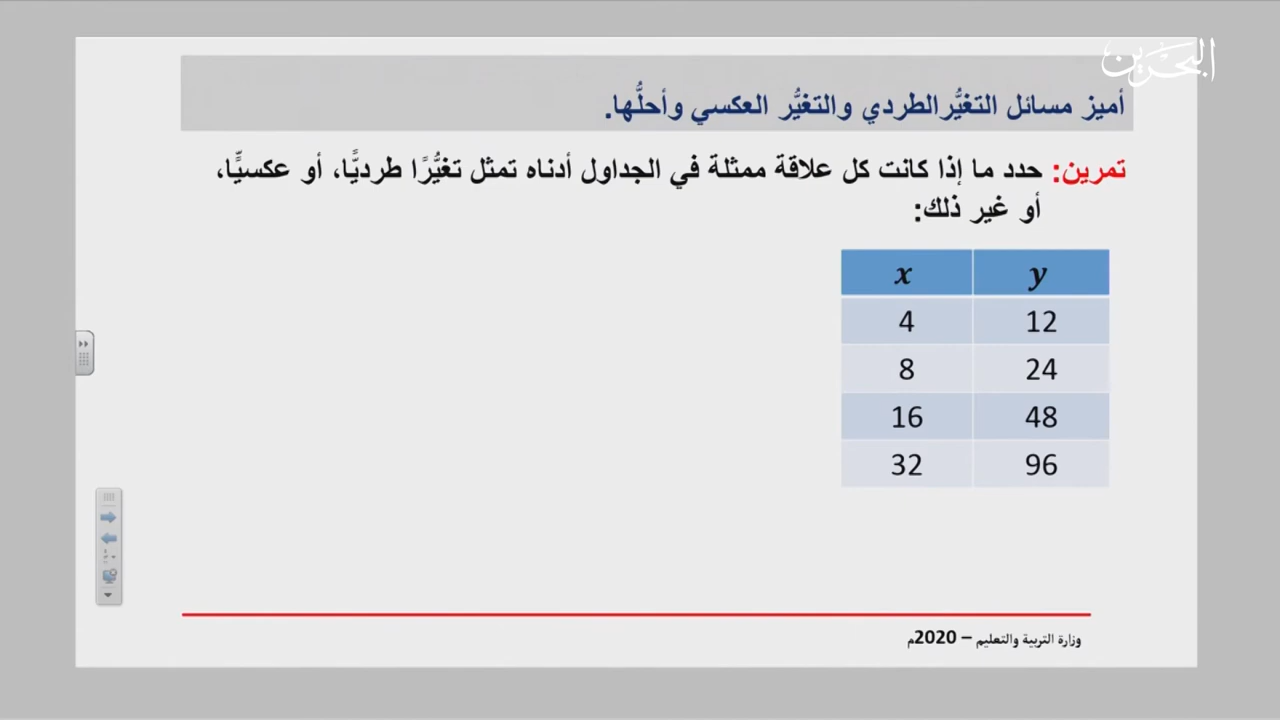 البحرين
أميز مسائل التغيُّرالطردي والتغيُّر العكسي وأحلُّها.
تمرين: حدد ما إذا كانت كل علاقة ممثلة في الجداول أدناه تمثل تغيُّرًا طرديًّا، أو عكسيًّا،
أو غير ذلك:
x y
4 12
8 24
16 48
32 96
وزارة التربية والتعليم – 2020م